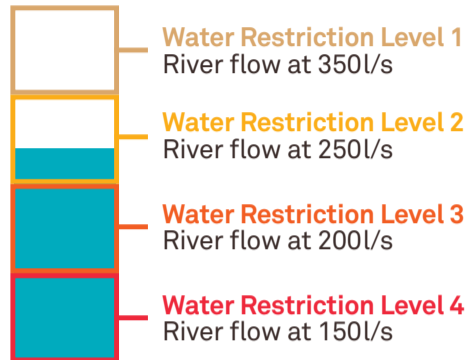 Water Restriction Level 1
River flow at 350l/s
Water Restriction Level 2
River flow at 250l/s
Water Restriction Level 3
River flow at 200l/s
Water Restriction Level 4
River flow at 150l/s